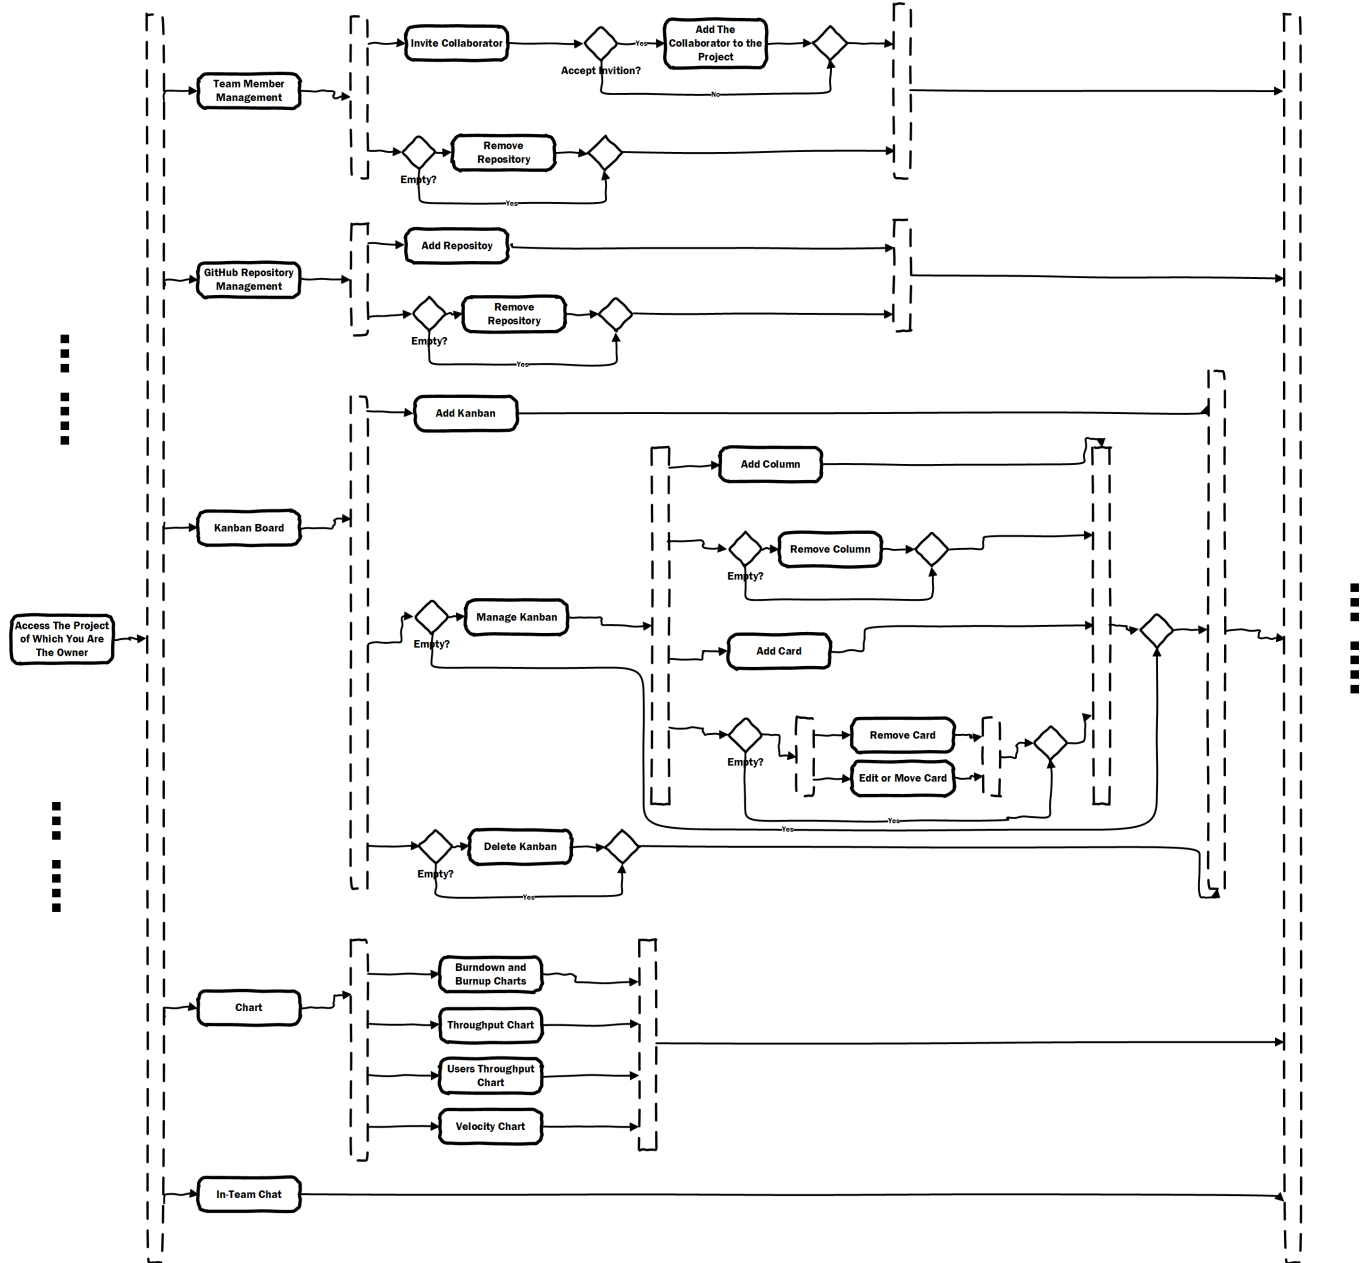 Invite Collaborator
Yes
Add The
Collaborator to the
Project
Accept Invition?
No
Team Member
Management
Remove
Repository
Empty?
Yes
Add Repositoy
GitHub Repository
Management
Remove
Repository
Empty?
Yes
Add Kanban
Add Column
Kanban Board
Remove Column
Empty?
Access The Project
of Which You Are
The Owner
Manage Kanban
Empty?
Add Card
Remove Card
Empty?
Edit or Move Card
Yes
Yes
Delete Kanban
Empty?
Yes
Burndown and
Burnup Charts
Chart
Throughput Chart
Users Throughput
Chart
Velocity Chart
In-Team Chat